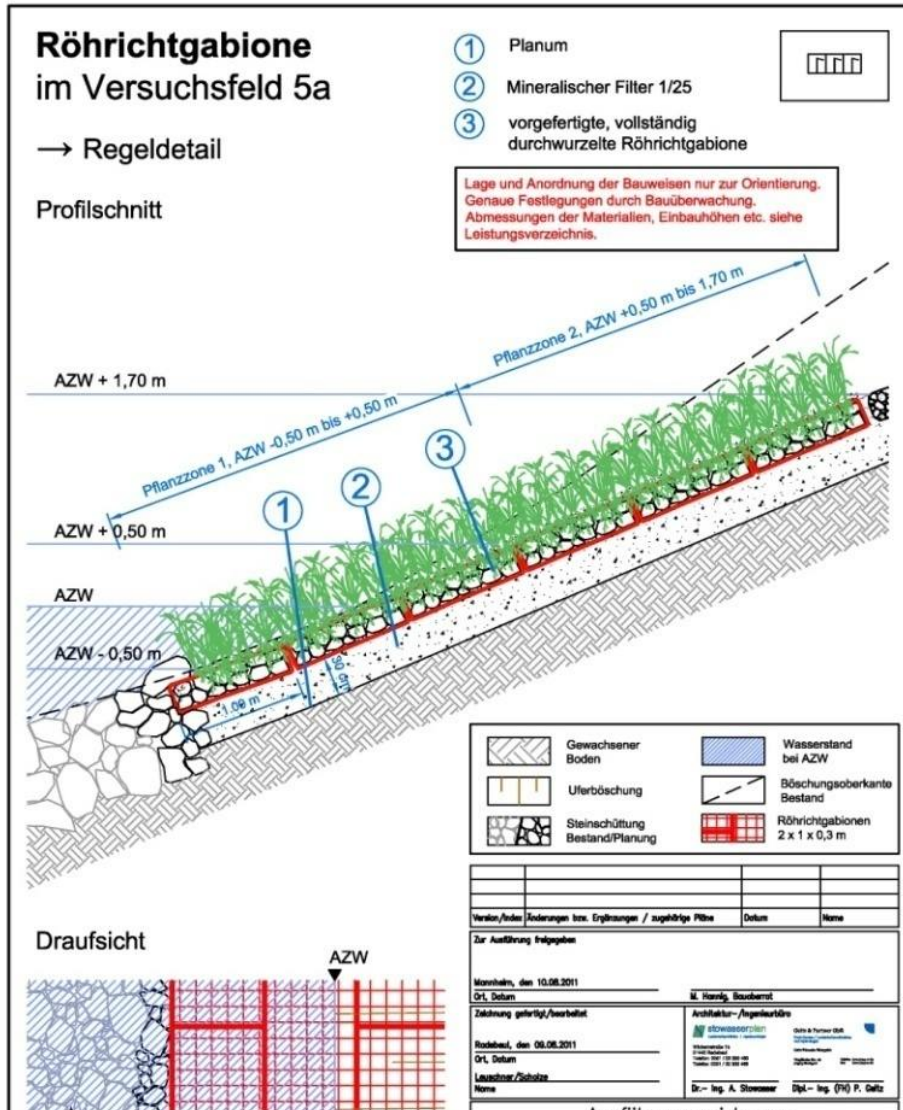 Röhrichtgabione
im Versuchsfeld 5a
→ Regeldetail
Profilschnitt
1 Planum
2 Mineralischer Filter 1/25
3 vorgefertigte, vollständig
durchwurzelte Röhrichtgabione
Lage und Anordnung der Bauweisen nur zur Orientierung.
Genaue Festlegungen durch Bauüberwachung.
Abmessungen der Materialien, Einbauhöhen etc. siehe
Leistungsverzeichnis.
Pflanzzone 2, AZW +0,50 m bis 1,70 m
Pflanzzone 1, AZW -0,50 m bis +0,50 m
AZW + 1,70 m
AZW + 0,50 m
AZW
AZW - 0,50 m
1
2
3
1.00 m
30 cm
Gewachsener
Boden
Wasserstand
bei AZW
Uferböschung
Böschungsoberkante
Bestand
Steinschüttung
Bestand/Planung
Röhrichtgabionen
2 x 1 x 0,3 m
Version/Index Änderungen bzw. Ergänzungen / zugehörige Pläne Datum Name
Zur Ausführung freigegeben
Mannheim, den 10.08.2011
Ort, Datum
M. Hannig, Bauoberrat
Zeichnung gefertigt/bearbeitet
Radebeul, den 09.08.2011
Ort, Datum
Leuschner/Scholze
Name
Architektur-/Ingenieurbüro
stowasserplan
Dr.- Ing. A. Stowasser
Dipl.- Ing. (FH) P. Geitz
Draufsicht
AZW